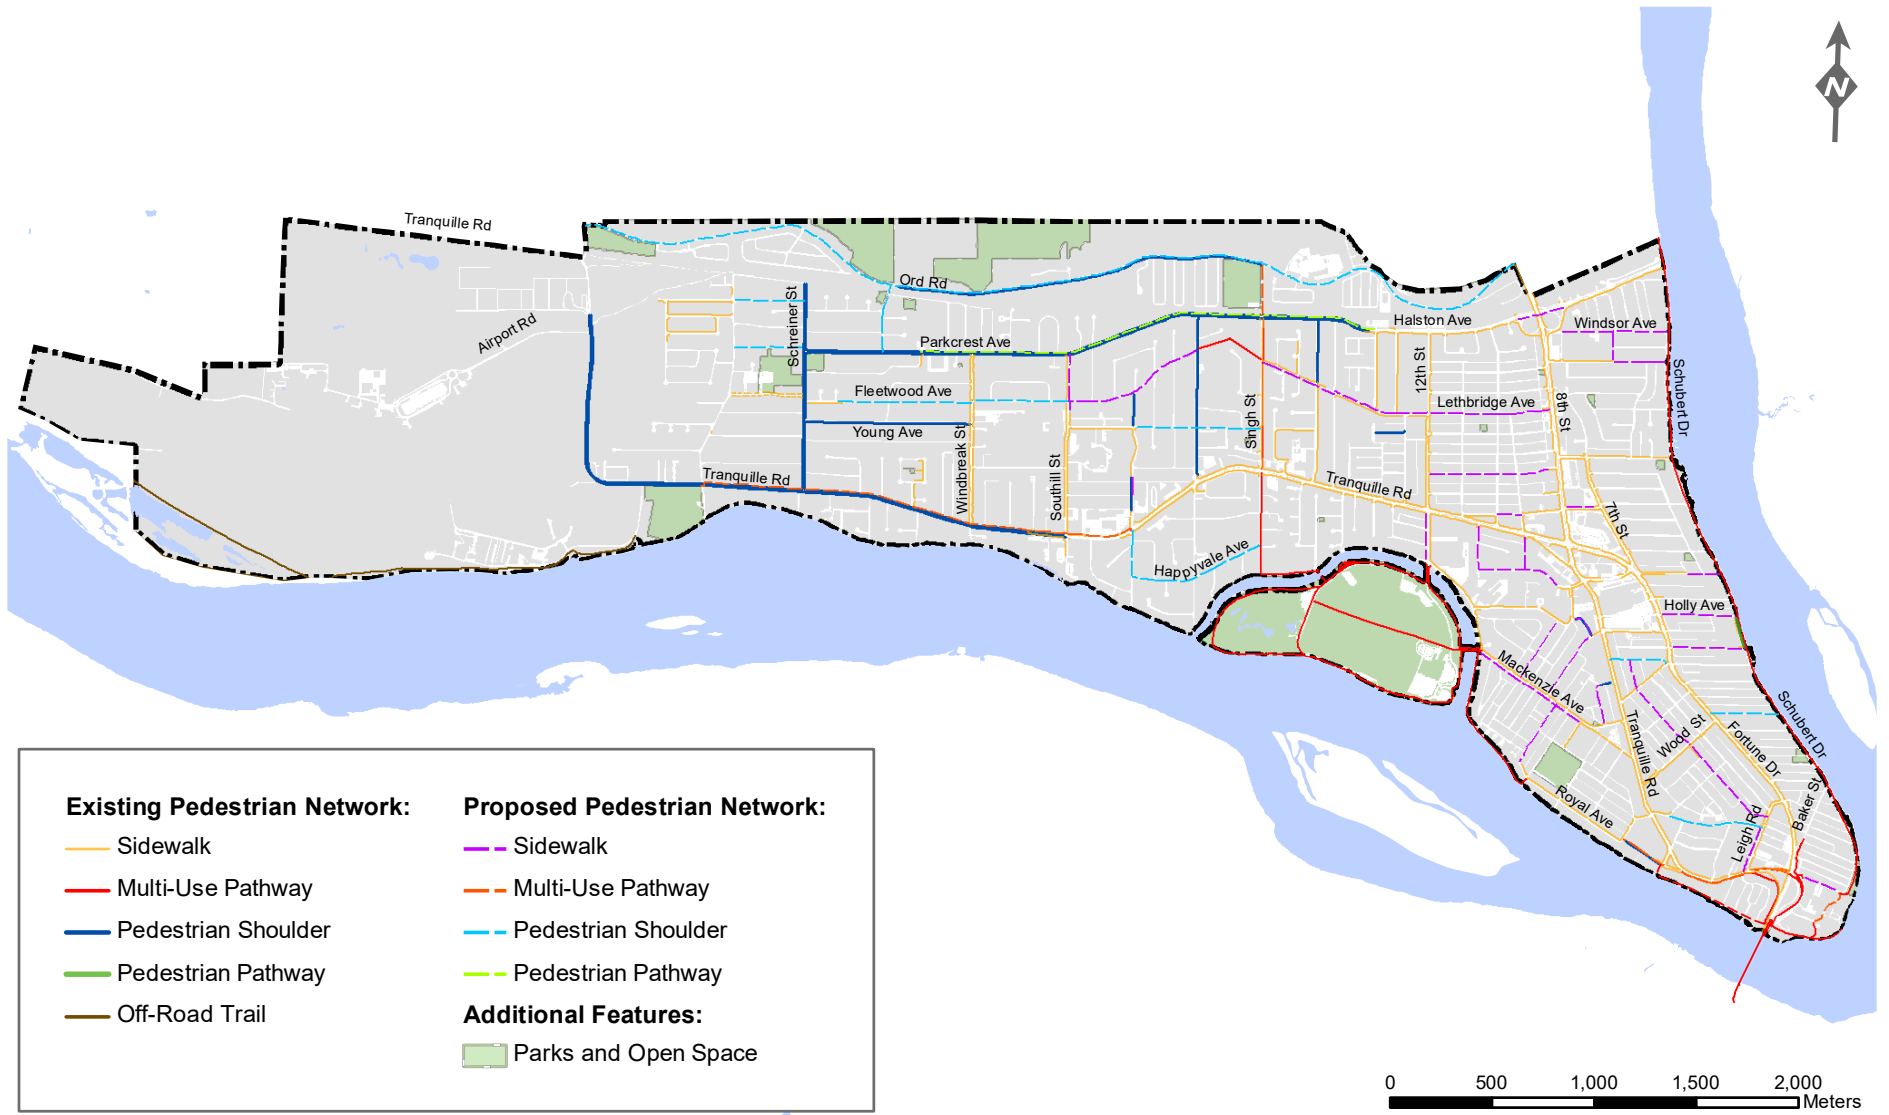 N
Tranquille Rd
Airport Rd
Schreiner St
Ord Rd
Parkcrest Ave
Halston Ave
Windsor Ave
Fleetwood Ave
12th St
Lethbridge Ave
8th St
Schubert Dr
Young Ave
Windbreak St
Southill St
Singh St
Tranquille Rd
Tranquille Rd
7th St
Happyvale Ave
Holly Ave
Mackenzie Ave
Tranquille Rd
Wood St
Fortune Dr
Schubert Dr
Royal Ave
Leigh Rd
Baker St
Existing Pedestrian Network:
Sidewalk
Multi-Use Pathway
Pedestrian Shoulder
Pedestrian Pathway
Off-Road Trail
Proposed Pedestrian Network:
Sidewalk
Multi-Use Pathway
Pedestrian Shoulder
Pedestrian Pathway
Additional Features:
Parks and Open Space
0 500 1,000 1,500 2,000
Meters